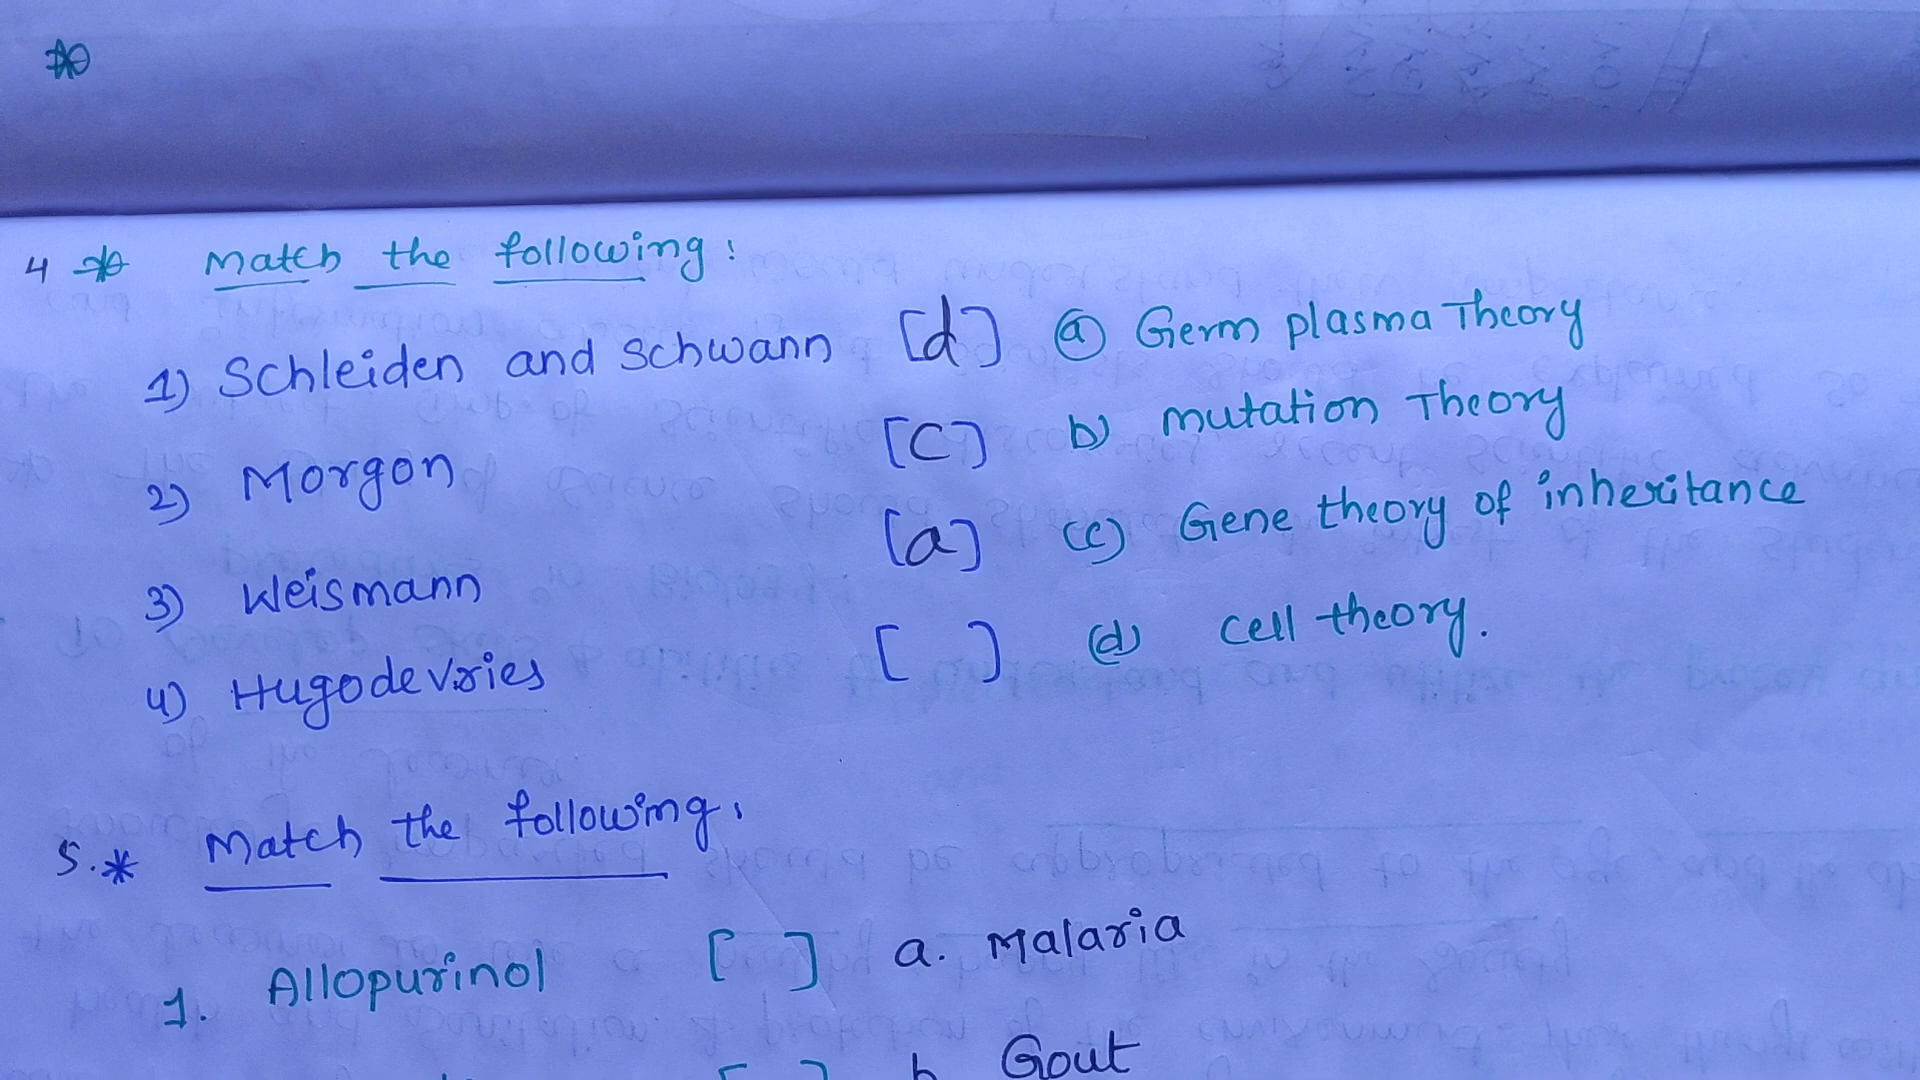 4 * Match the following:
1) Schleiden and Schwann [d] (a) Germ plasma Theory
2) Morgon [C] b) mutation Theory
3) Weismann [a] (c) Gene theory of inheritance
4) Hugodevries [ ] (d) cell theory.
5.* Match the following:
1. Allopurinol [ ] a. Malaria
[ ] b Gout